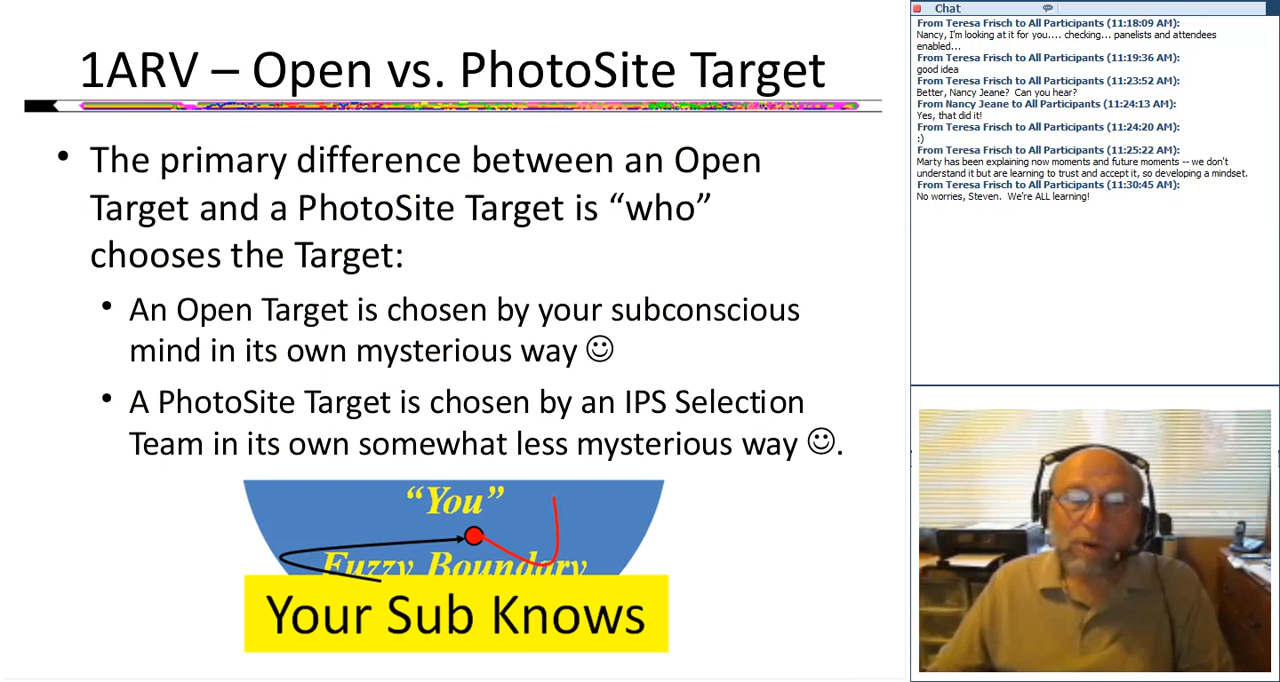 1ARV – Open vs. PhotoSite Target
• The primary difference between an Open
Target and a PhotoSite Target is “who”
chooses the Target:
• An Open Target is chosen by your subconscious
mind in its own mysterious way ☺
• A PhotoSite Target is chosen by an IPS Selection
Team in its own somewhat less mysterious way ☺.
“You”
Fuzzy Boundary
Your Sub Knows
Chat
From Teresa Frisch to All Participants (11:18:09 AM):
Nancy, I'm looking at it for you.... checking... panelists and attendees
enabled...
From Teresa Frisch to All Participants (11:19:36 AM):
good idea
From Teresa Frisch to All Participants (11:23:52 AM):
Better, Nancy Jeane? Can you hear?
From Nancy Jeane to All Participants (11:24:13 AM):
Yes, that did it!
From Teresa Frisch to All Participants (11:24:20 AM):
:)
From Teresa Frisch to All Participants (11:25:22 AM):
Marty has been explaining now moments and future moments -- we don't
understand it but are learning to trust and accept it, so developing a mindset.
From Teresa Frisch to All Participants (11:30:45 AM):
No worries, Steven. We're ALL learning!